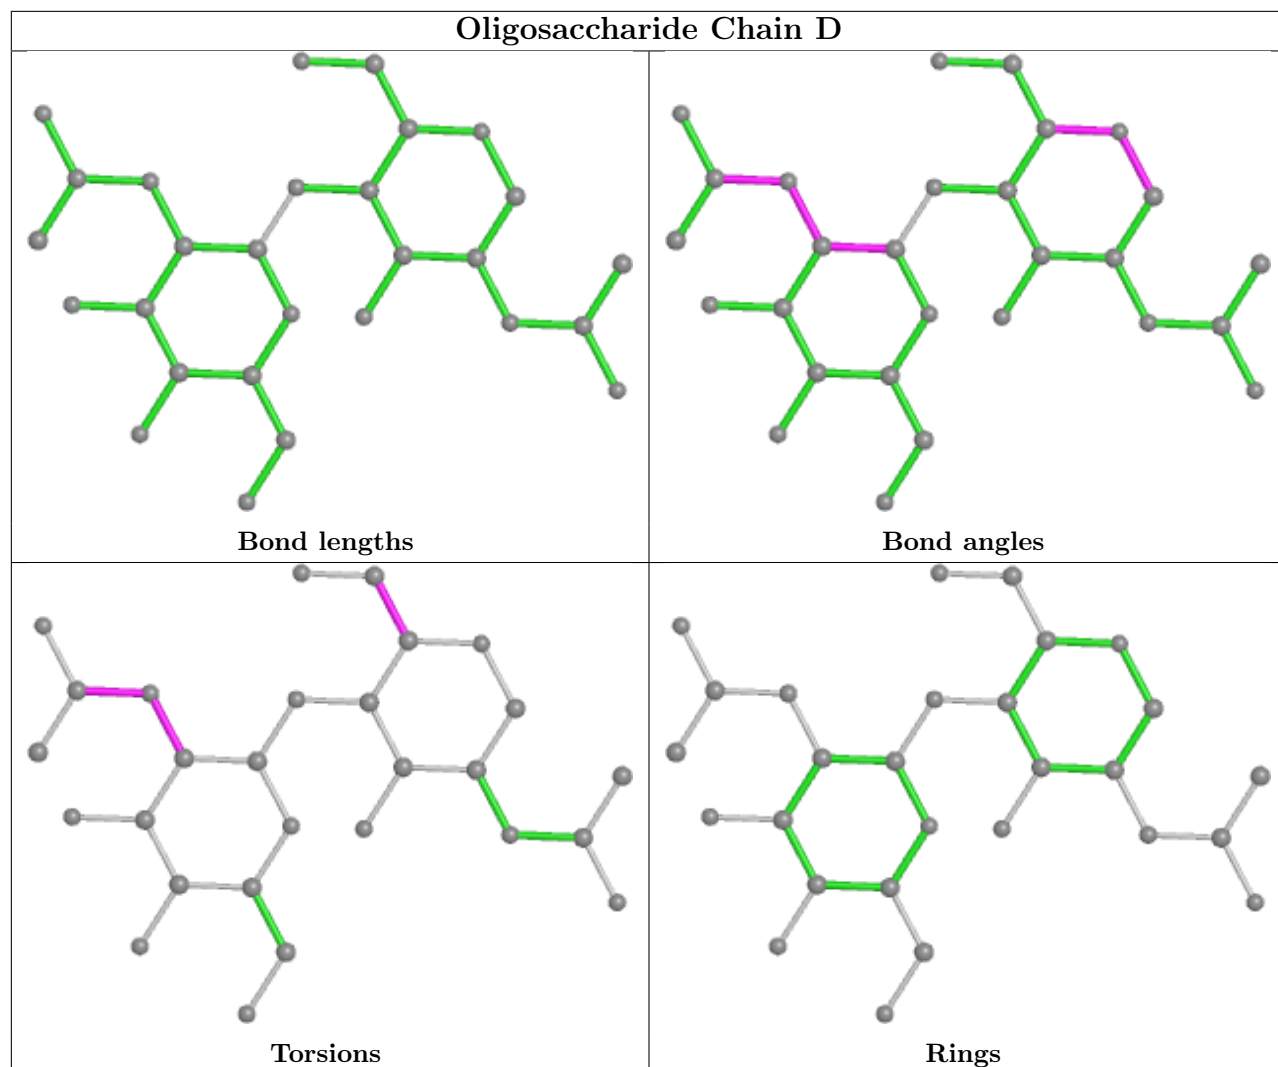 Oligosaccharide Chain D
Bond lengths
Bond angles
Torsions
Rings